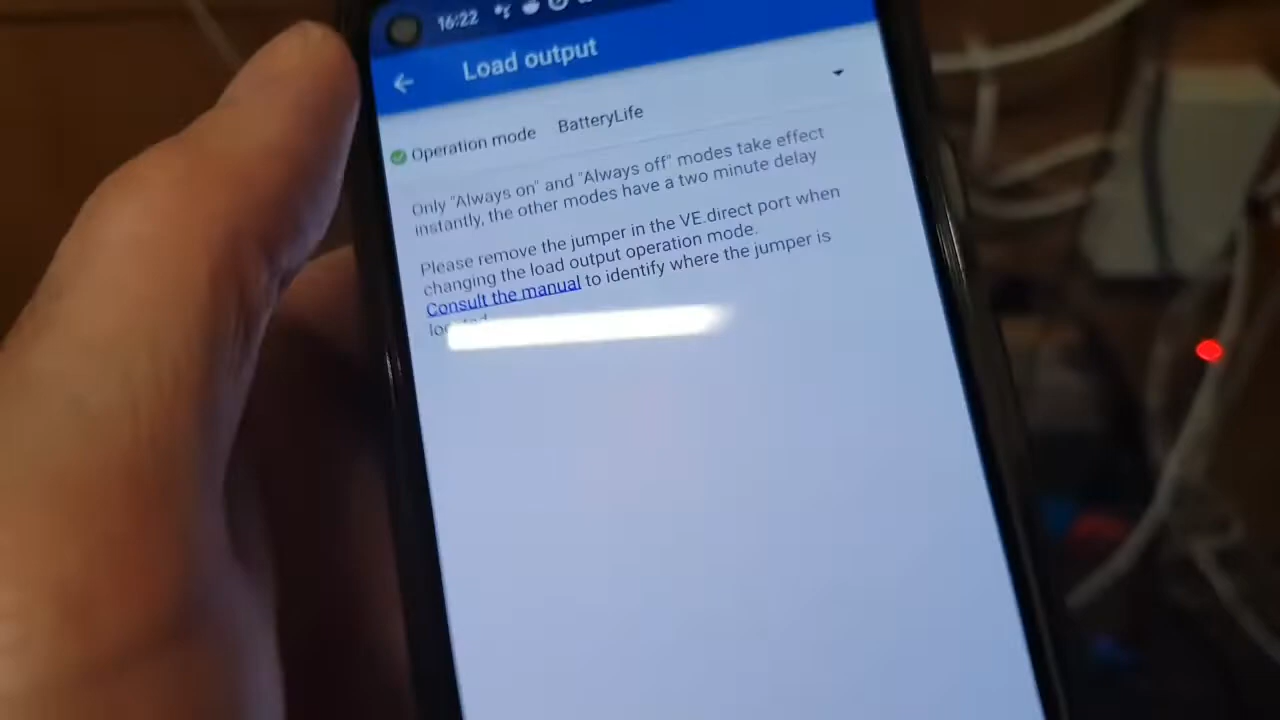 16:22
Load output
Operation mode BatteryLife
Only "Always on" and "Always off" modes take effect
instantly, the other modes have a two minute delay
Please remove the jumper in the VE.direct port when
changing the load output operation mode.
Consult the manual to identify where the jumper is